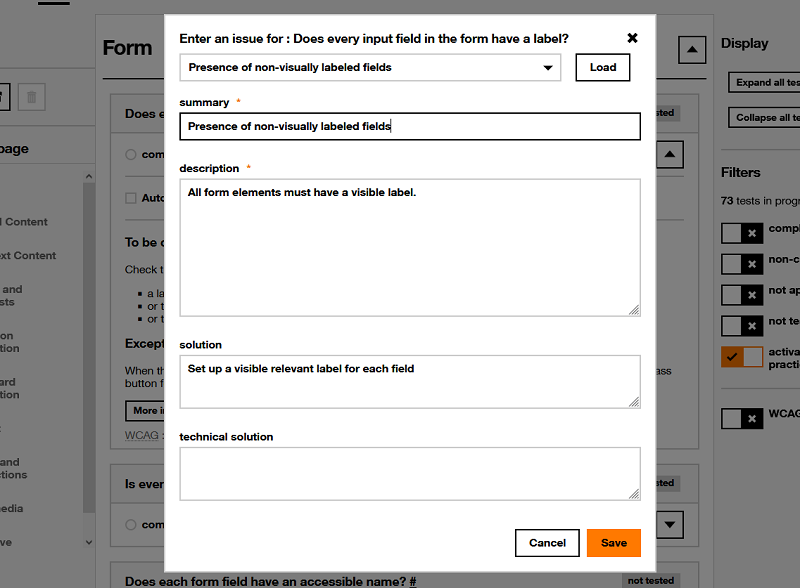 Form
Display
Expand all tes
Collapse all te
Filters
73 tests in progr
compl
non-c
not ap
not te
activa
practi
WCAG
page
Content
ext Content
and
sts
on
tion
ard
tion
and
ctions
edia
ve
Does e
sted
com
Auto
To be c
Check t
a la
or t
or t
Except
When th
ass
button f
More i
WCAG :
Is ever
sted
com
Does each form field have an accessible name? #
not tested
Enter an issue for : Does every input field in the form have a label?
Presence of non-visually labeled fields
Load
summary *
Presence of non-visually labeled fields
description *
All form elements must have a visible label.
solution
Set up a visible relevant label for each field
technical solution
Cancel
Save